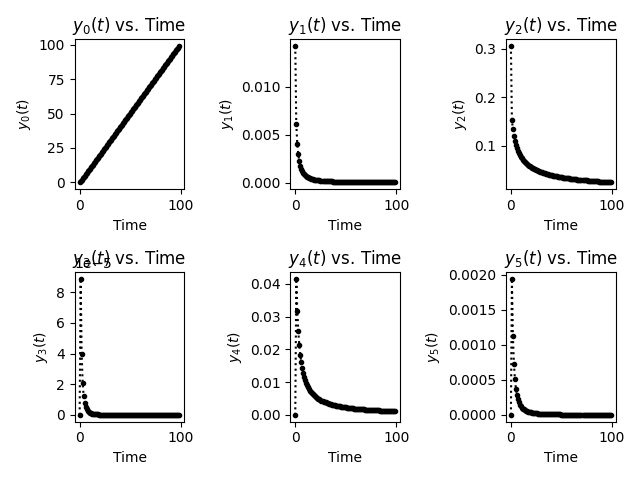 y₀(t) vs. Time
100
75
50
25
0
y₀(t)
0 100
Time
y₁(t) vs. Time
0.010
0.005
0.000
y₁(t)
0 100
Time
y₂(t) vs. Time
0.3
0.2
0.1
y₂(t)
0 100
Time
y₃(t) vs. Time
1e−5
8
6
4
2
0
y₃(t)
0 100
Time
y₄(t) vs. Time
0.04
0.03
0.02
0.01
0.00
y₄(t)
0 100
Time
y₅(t) vs. Time
0.0020
0.0015
0.0010
0.0005
0.0000
y₅(t)
0 100
Time